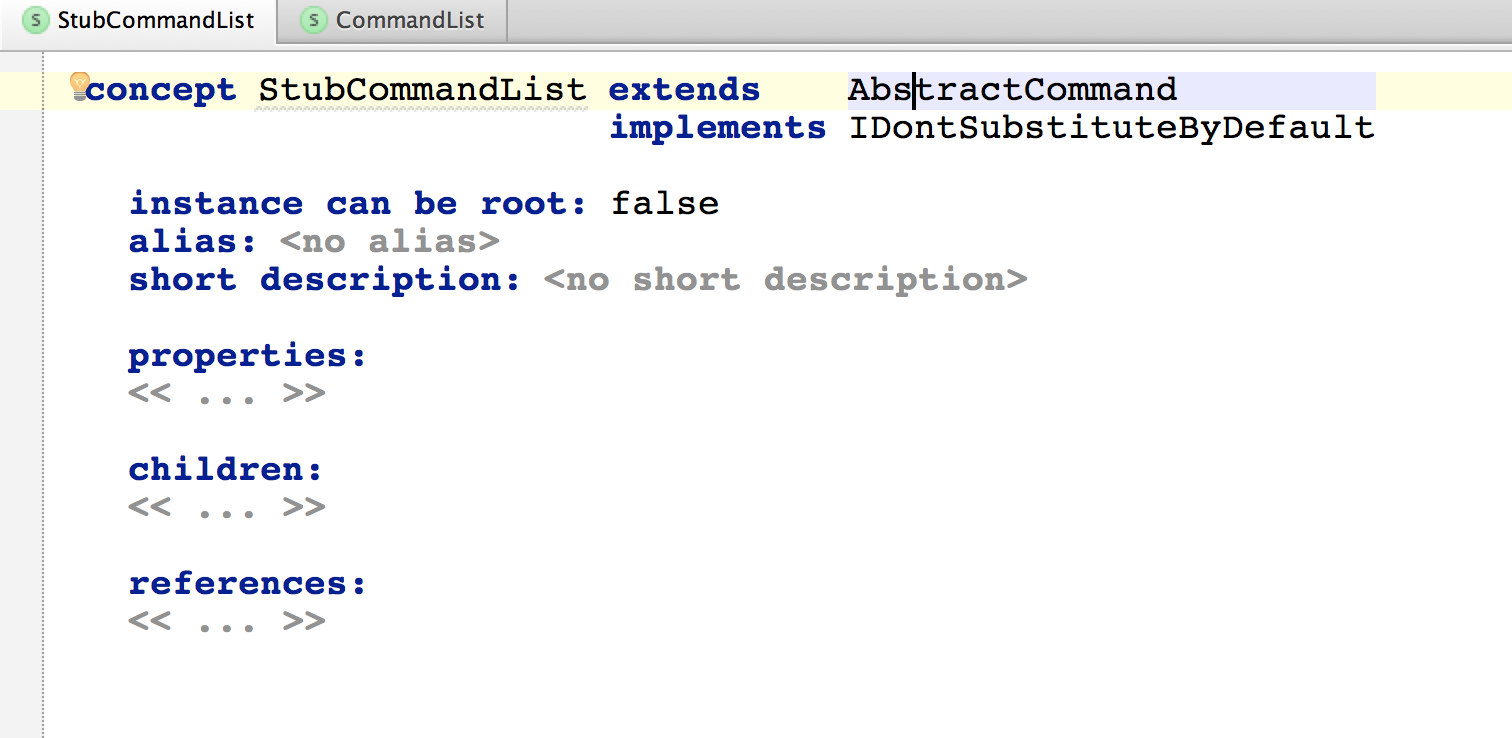 S StubCommandList S CommandList
concept StubCommandList extends AbstractCommand
implements IDontSubstituteByDefault
instance can be root: false
alias: <no alias>
short description: <no short description>
properties:
<< ... >>
children:
<< ... >>
references:
<< ... >>